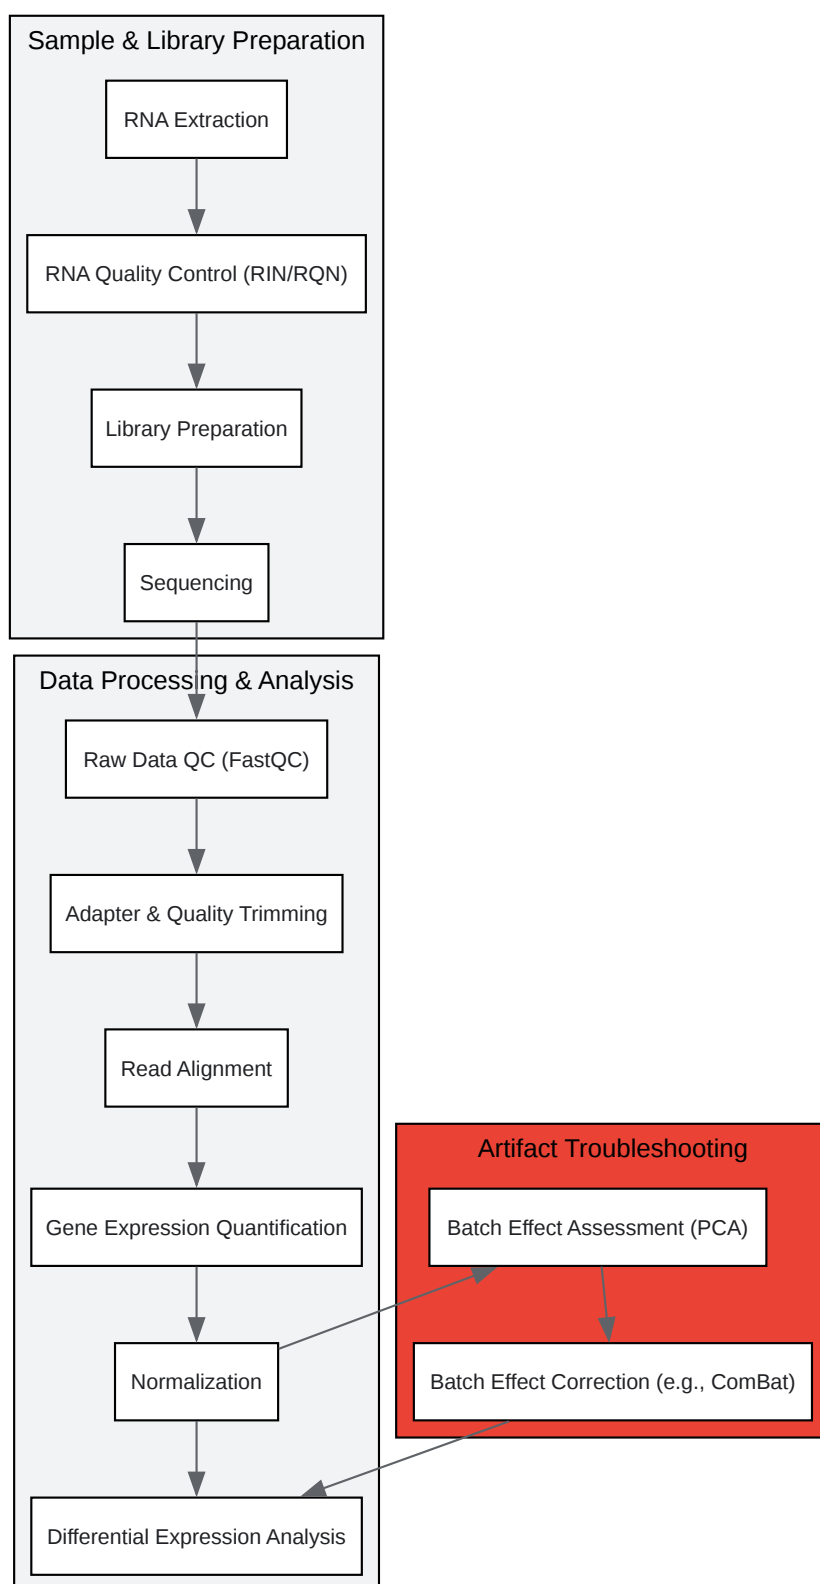 Sample & Library Preparation
RNA Extraction
RNA Quality Control (RIN/RQN)
Library Preparation
Sequencing
Data Processing & Analysis
Raw Data QC (FastQC)
Adapter & Quality Trimming
Read Alignment
Artifact Troubleshooting
Gene Expression Quantification
Batch Effect Assessment (PCA)
Normalization
Batch Effect Correction (e.g., ComBat)
Differential Expression Analysis